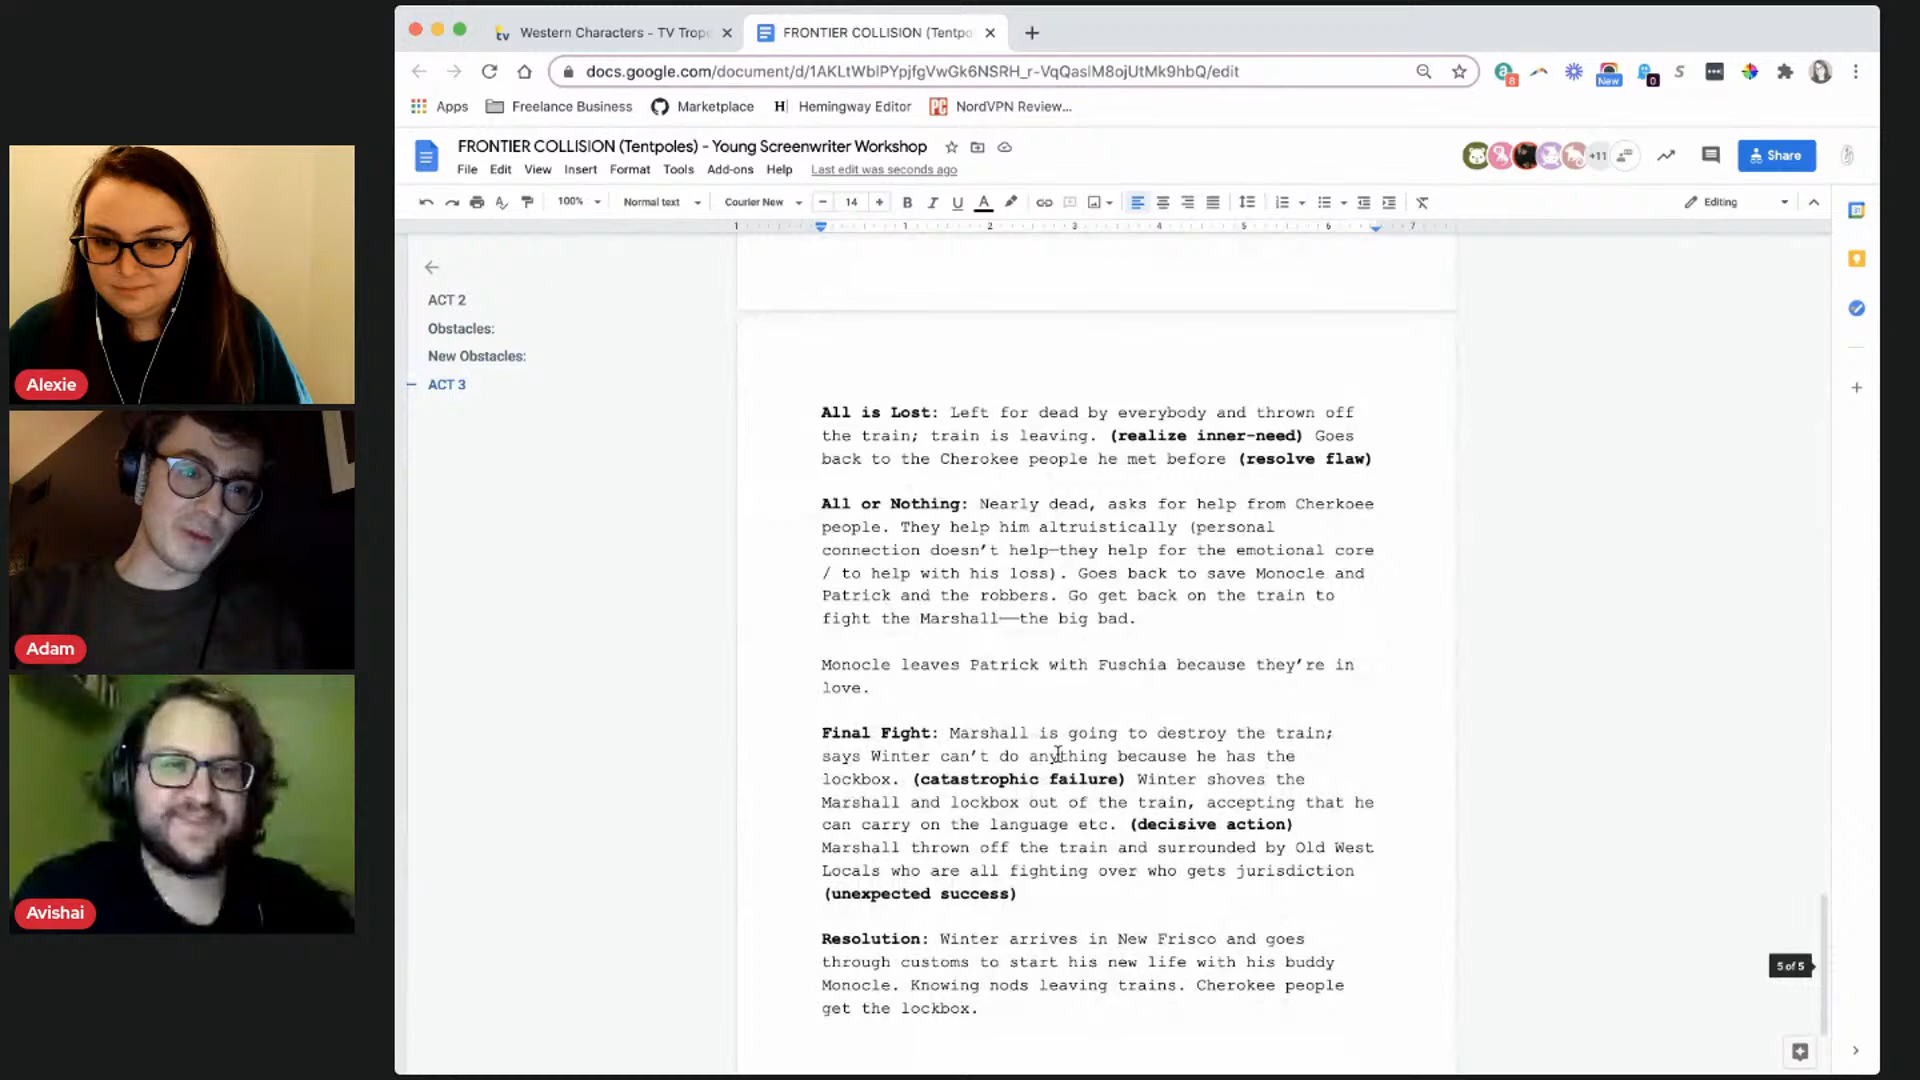 Western Characters - TV Trop
FRONTIER COLLISION (Tentpo
docs.google.com/document/d/1AKLtWbIPYpjfgVwGk6NSRH_r-VqQasIM8ojUtMk9hbQ/edit
8
New
0
Apps
Freelance Business
Marketplace
Hemingway Editor
NordVPN Review...
FRONTIER COLLISION (Tentpoles) - Young Screenwriter Workshop
File Edit View Insert Format Tools Add-ons Help Last edit was seconds ago
+11
Share
100%
Normal text
Courier New
14
Editing
1 1 2 3 4 5 6 7
ACT 2
Obstacles:
New Obstacles:
ACT 3
All is Lost: Left for dead by everybody and thrown off
the train; train is leaving. (realize inner-need) Goes
back to the Cherokee people he met before (resolve flaw)
All or Nothing: Nearly dead, asks for help from Cherkoee
people. They help him altruistically (personal
connection doesn't help—they help for the emotional core
/ to help with his loss). Goes back to save Monocle and
Patrick and the robbers. Go get back on the train to
fight the Marshall——the big bad.
Monocle leaves Patrick with Fuschia because they're in
love.
Final Fight: Marshall is going to destroy the train;
says Winter can't do anything because he has the
lockbox. (catastrophic failure) Winter shoves the
Marshall and lockbox out of the train, accepting that he
can carry on the language etc. (decisive action)
Marshall thrown off the train and surrounded by Old West
Locals who are all fighting over who gets jurisdiction
(unexpected success)
Resolution: Winter arrives in New Frisco and goes
through customs to start his new life with his buddy
Monocle. Knowing nods leaving trains. Cherokee people
get the lockbox.
5 of 5
Alexie
Adam
Avishai